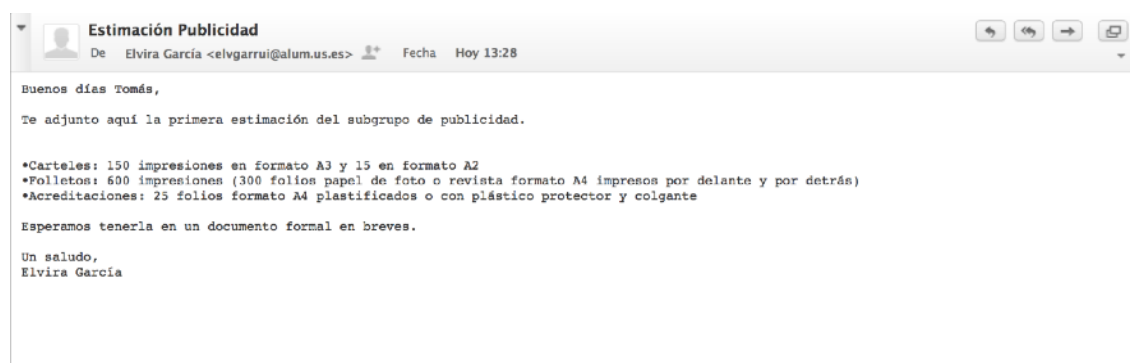 Estimación Publicidad
De Elvira García <elvgarrui@alum.us.es> Fecha Hoy 13:28
Buenos días Tomás,
Te adjunto aquí la primera estimación del subgrupo de publicidad.
•Carteles: 150 impresiones en formato A3 y 15 en formato A2
•Folletos: 600 impresiones (300 folios papel de foto o revista formato A4 impresos por delante y por detrás)
•Acreditaciones: 25 folios formato A4 plastificados o con plástico protector y colgante
Esperamos tenerla en un documento formal en breves.
Un saludo,
Elvira García